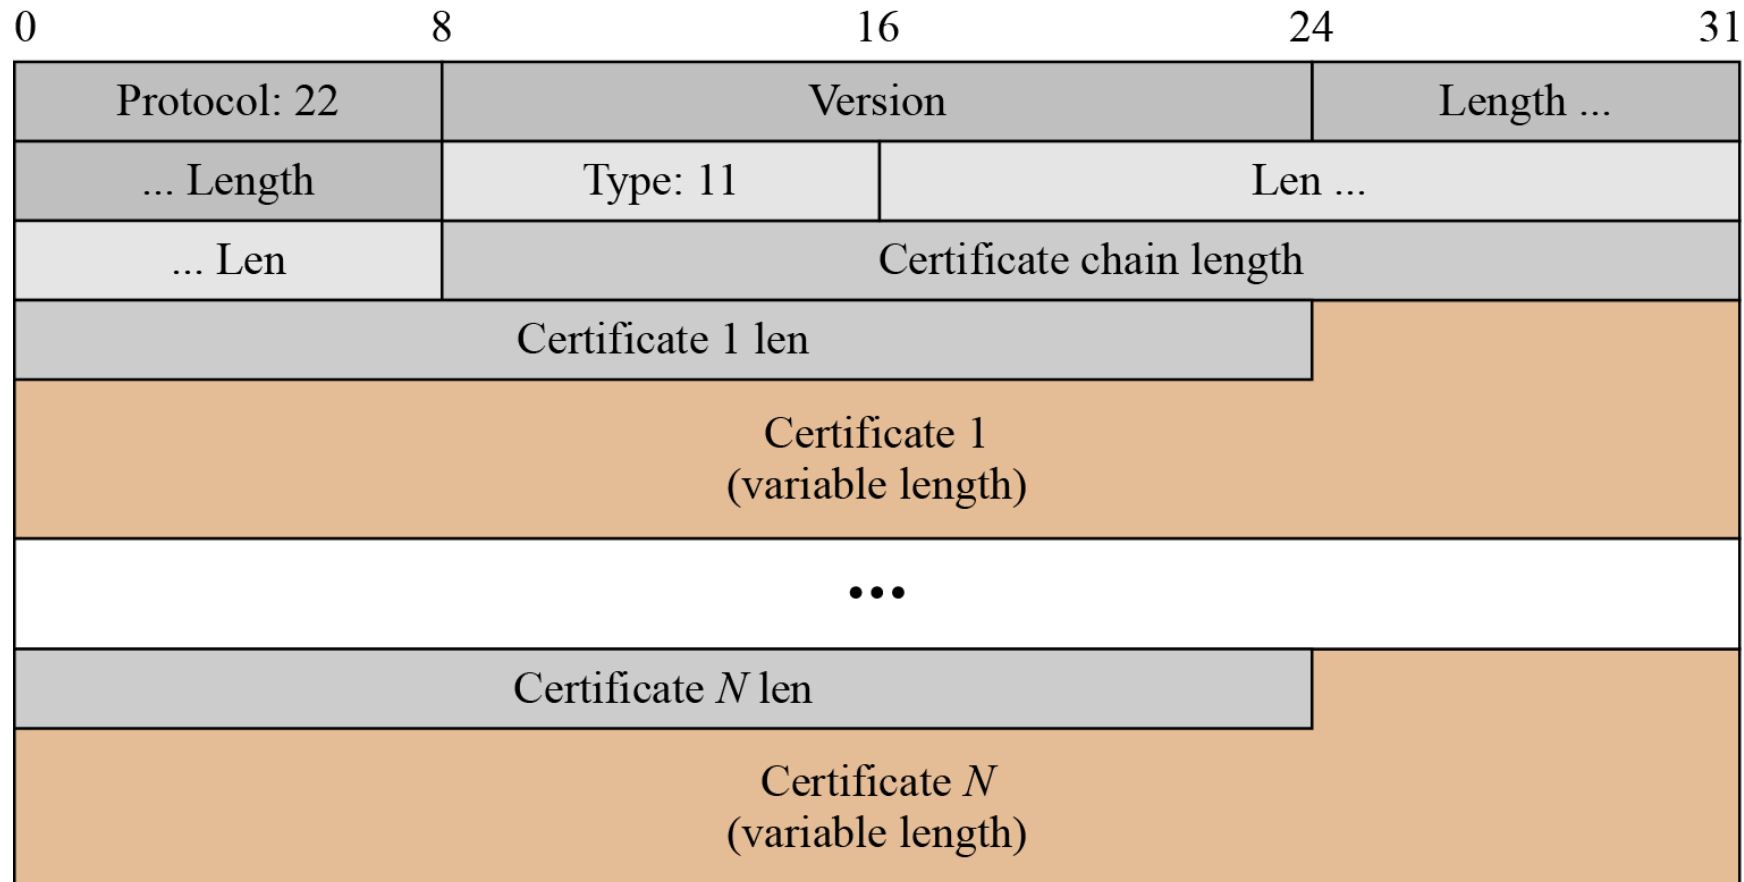 0 8 16 24 31
Protocol: 22 Version Length ...
... Length Type: 11 Len ...
... Len Certificate chain length
Certificate 1 len
Certificate 1
(variable length)
•••
Certificate N len
Certificate N
(variable length)